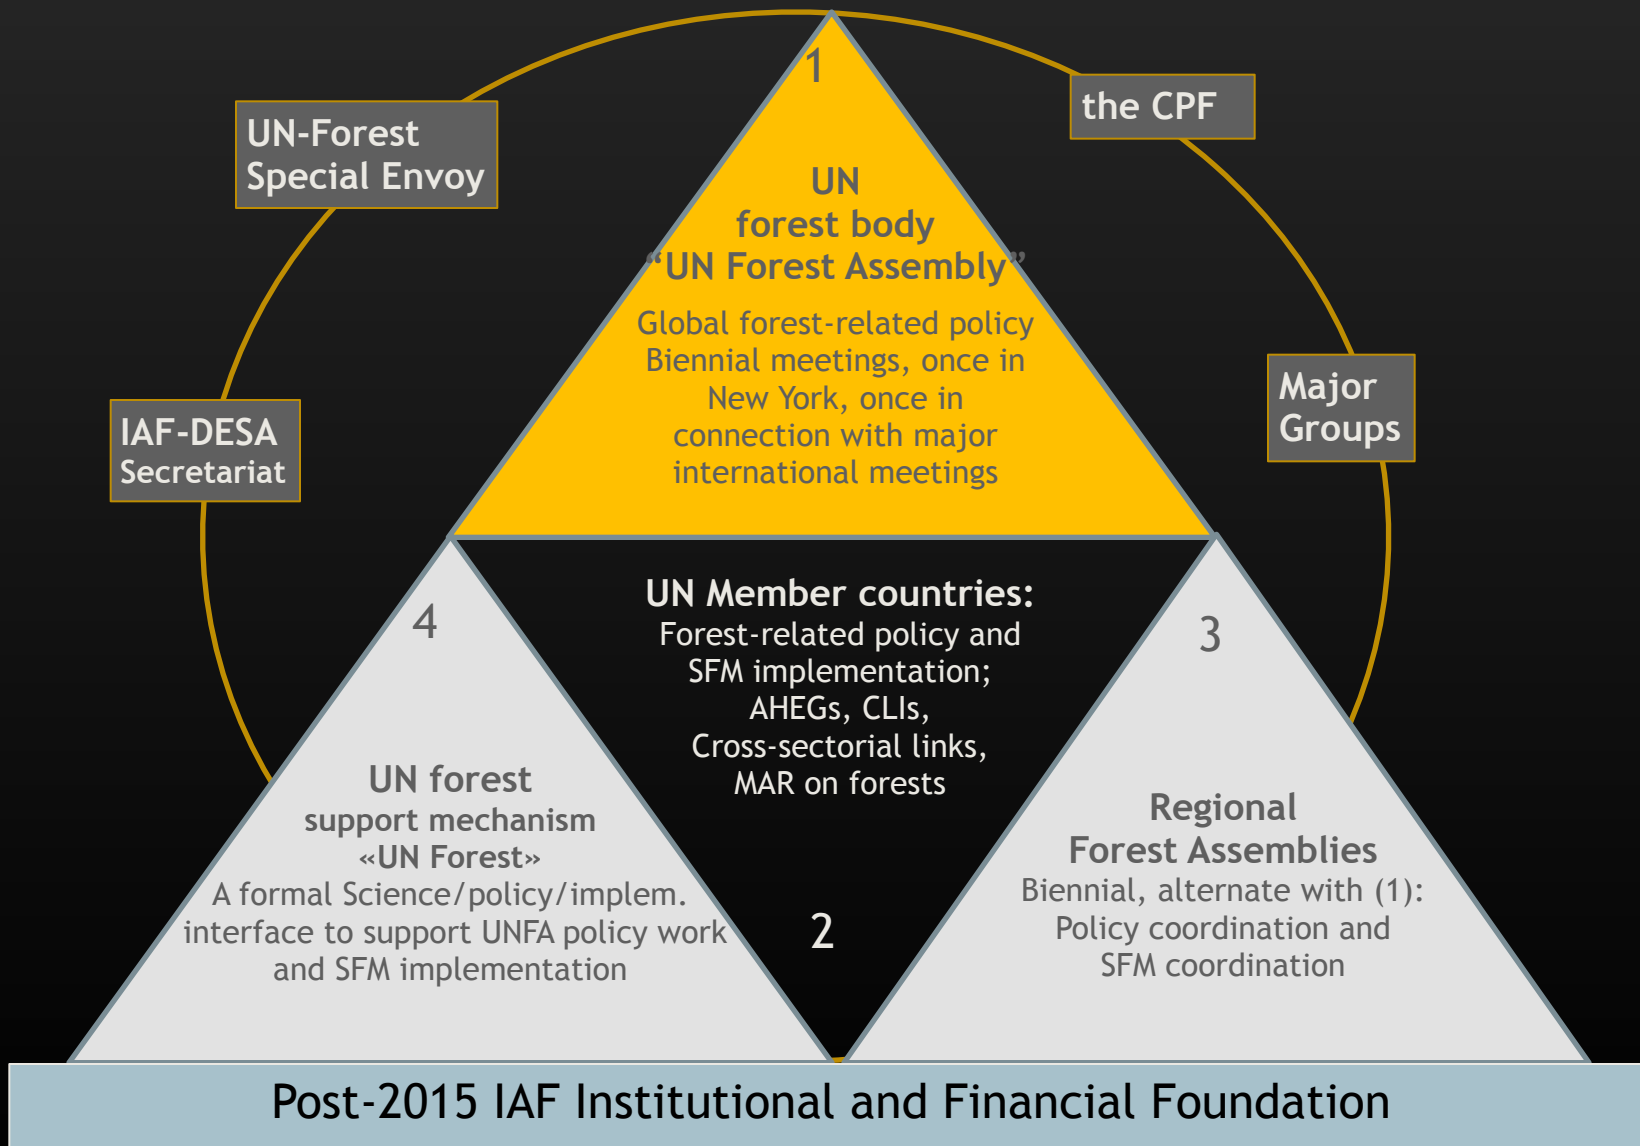 1
UN
forest body
“UN Forest Assembly”
Global forest-related policy
Biennial meetings, once in
New York, once in
connection with major
international meetings
UN-Forest
Special Envoy
the CPF
IAF-DESA
Secretariat
Major
Groups
UN Member countries:
Forest-related policy and
SFM implementation;
AHEGs, CLIs,
Cross-sectorial links,
MAR on forests
2
4
UN forest
support mechanism
«UN Forest»
A formal Science/policy/implem.
interface to support UNFA policy work
and SFM implementation
3
Regional
Forest Assemblies
Biennial, alternate with (1):
Policy coordination and
SFM coordination
Post-2015 IAF Institutional and Financial Foundation